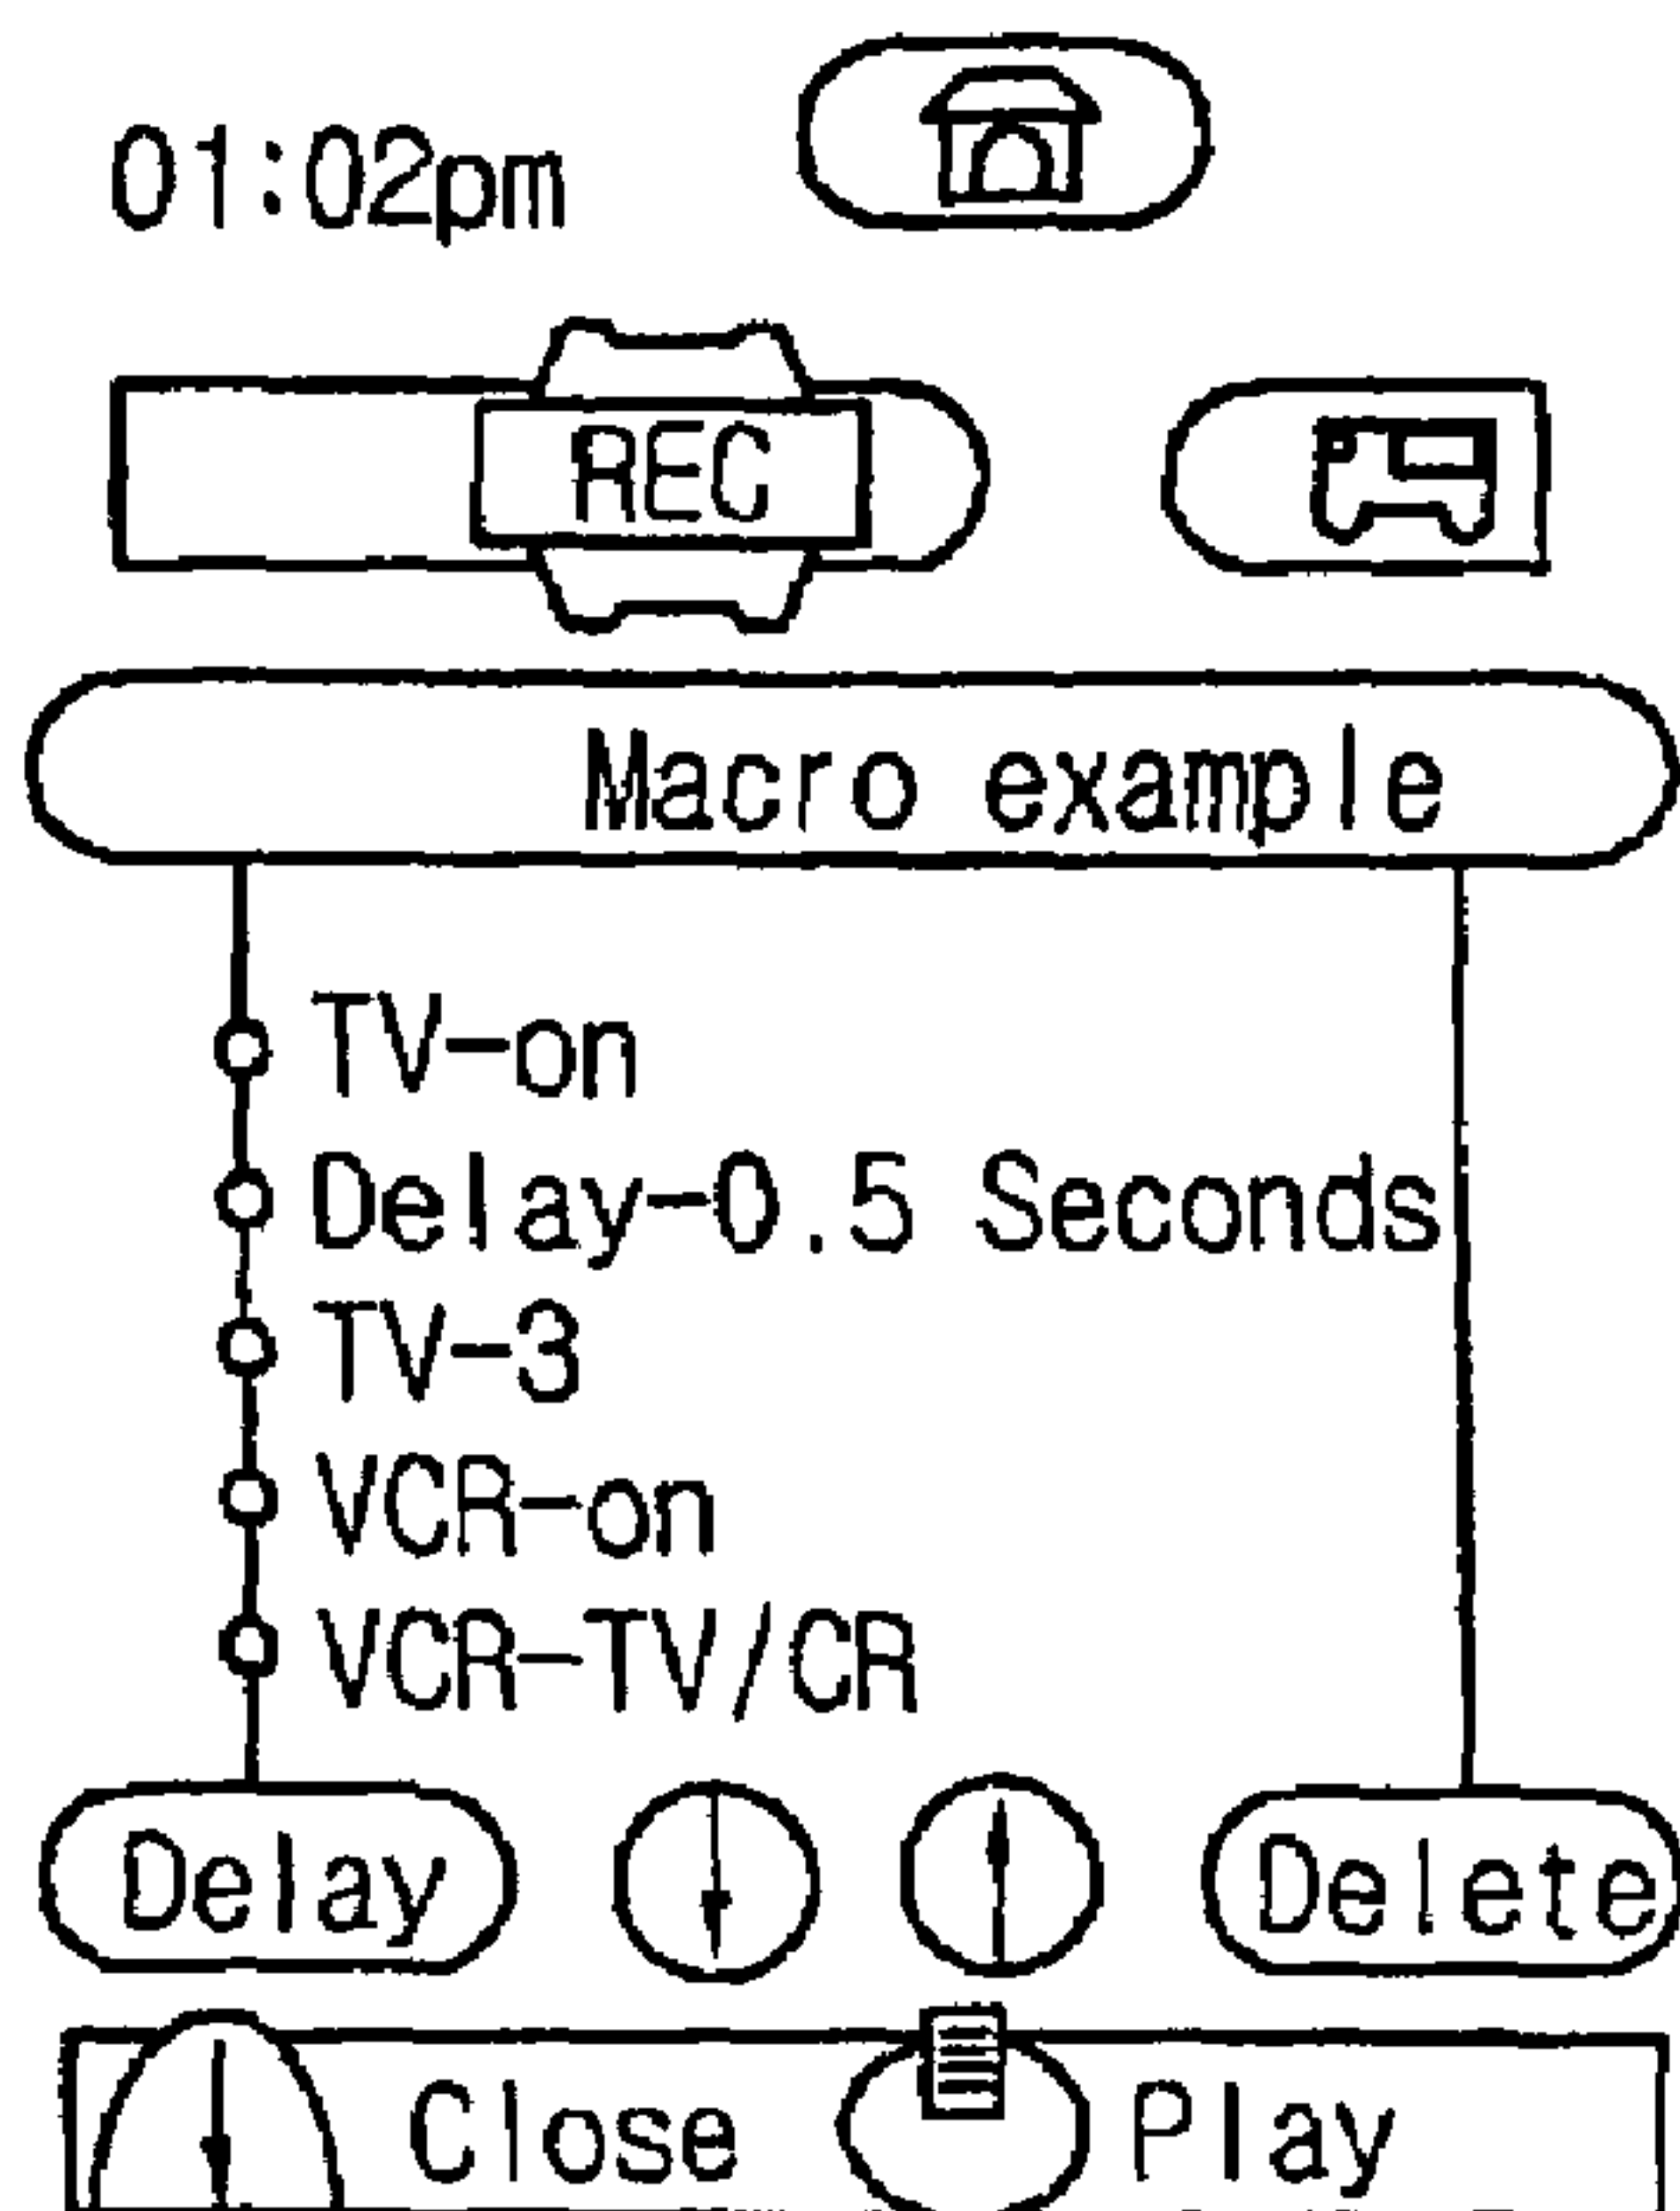 01:02pm
REC
Macro example
TV-on
Delay-0.5 Seconds
TV-3
VCR-on
VCR-TV/CR
Delay Delete
Close Play